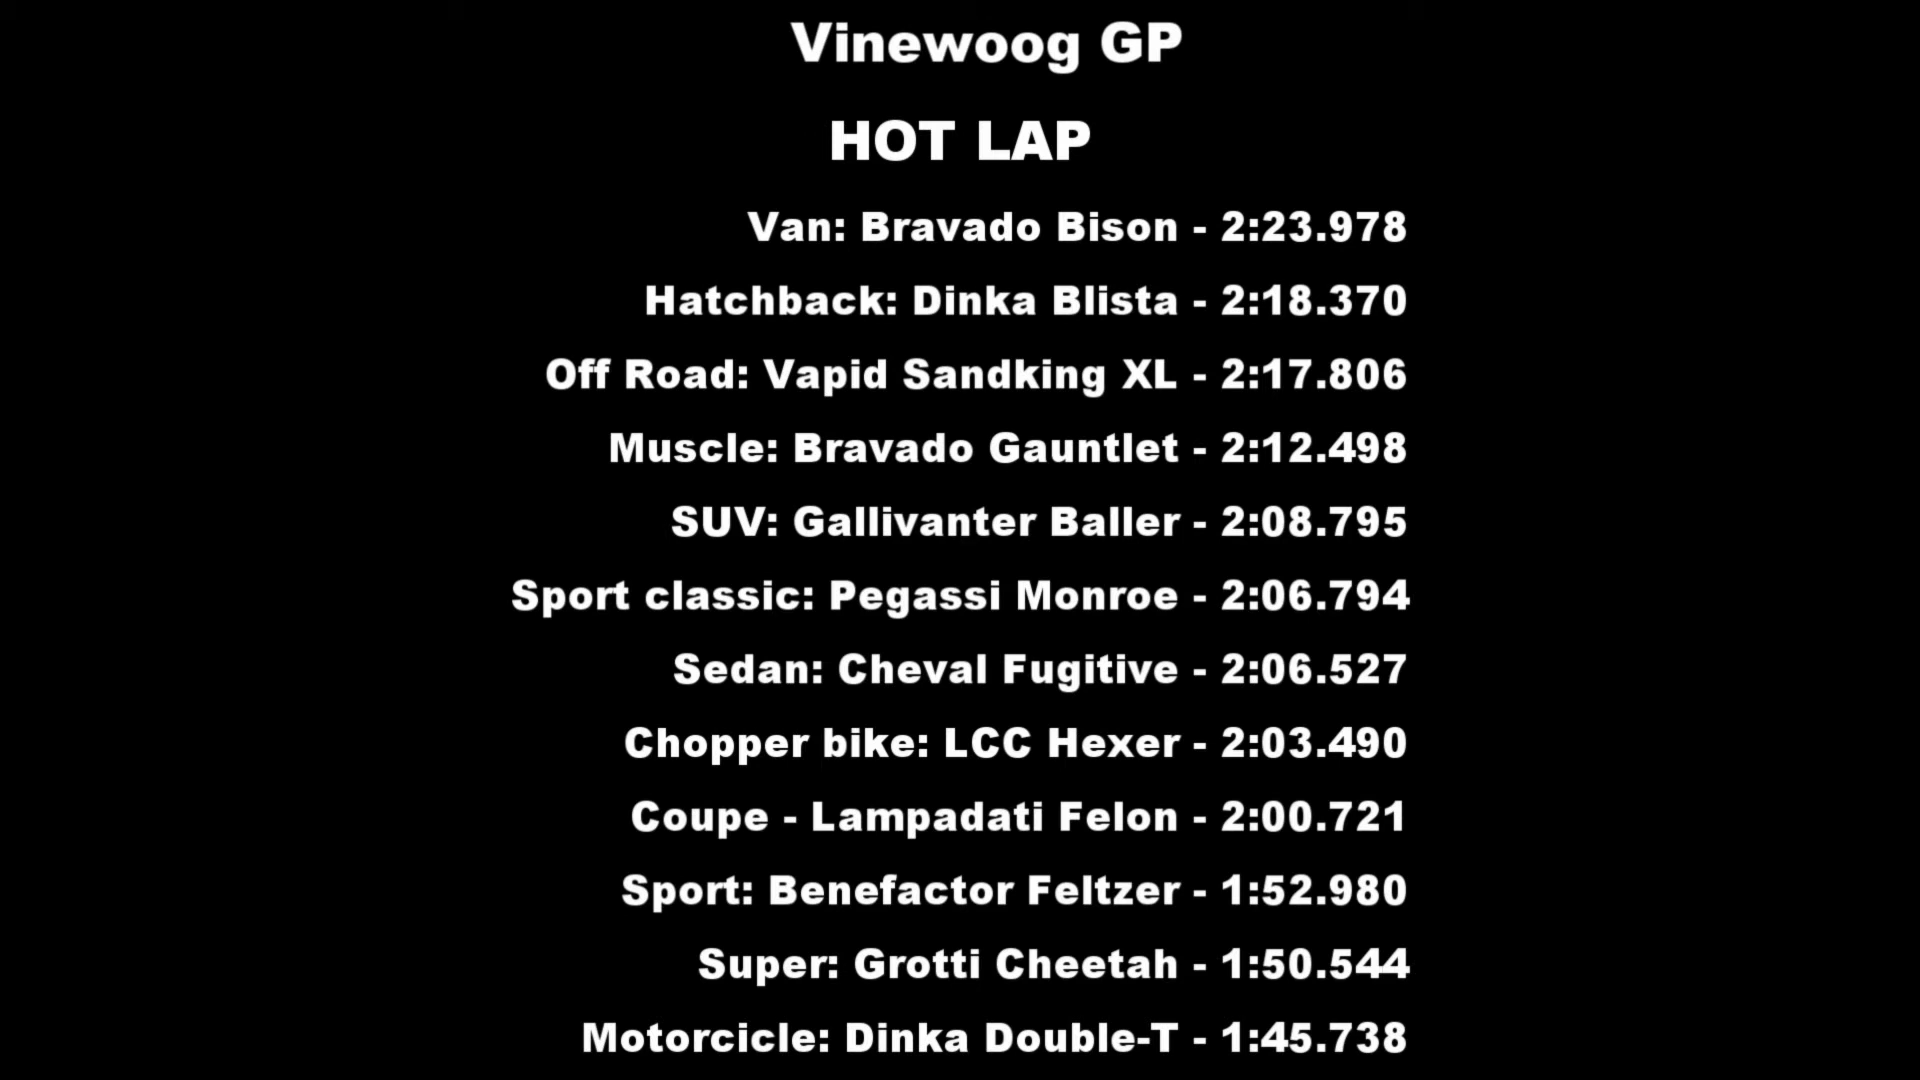 Vinewoog GP
HOT LAP
Van: Bravado Bison - 2:23.978
Hatchback: Dinka Blista - 2:18.370
Off Road: Vapid Sandking XL - 2:17.806
Muscle: Bravado Gauntlet - 2:12.498
SUV: Gallivanter Baller - 2:08.795
Sport classic: Pegassi Monroe - 2:06.794
Sedan: Cheval Fugitive - 2:06.527
Chopper bike: LCC Hexer - 2:03.490
Coupe - Lampadati Felon - 2:00.721
Sport: Benefactor Feltzer - 1:52.980
Super: Grotti Cheetah - 1:50.544
Motorcicle: Dinka Double-T - 1:45.738